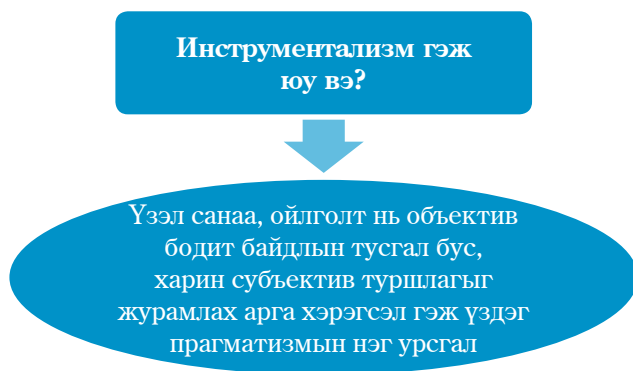 Инструментализм гэж
юу вэ?
Үзэл санаа, ойлголт нь объектив
бодит байдлын тусгал бус,
харин субъектив туршлагыг
журамлах арга хэрэгсэл гэж үздэг
прагматизмын нэг урсгал